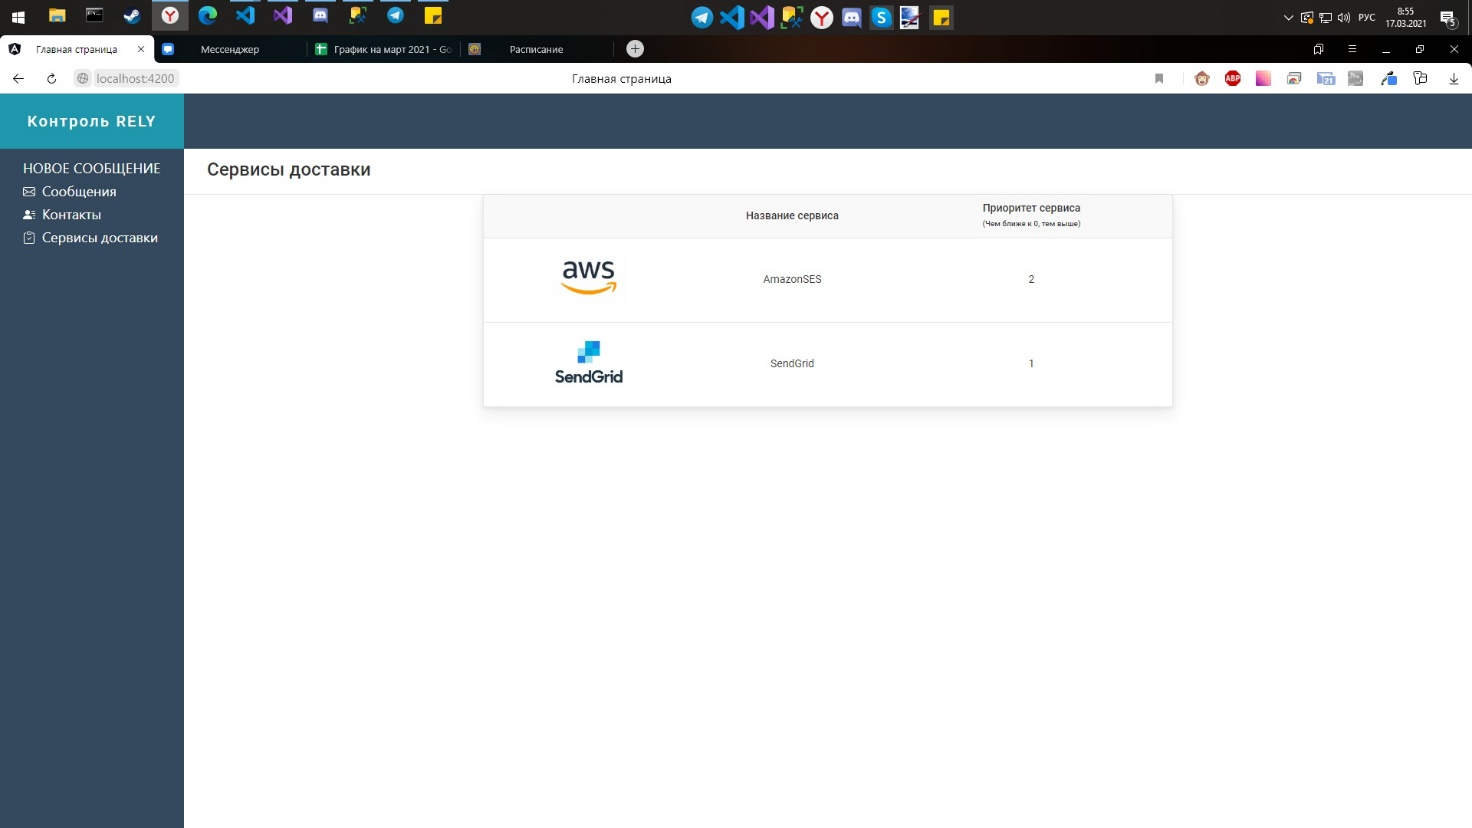 РУС
8:55
17.03.2021
5
Главная страница
Мессенджер
График на март 2021 - Go
Расписание
localhost:4200
Главная страница
ABP
Контроль RELY
НОВОЕ СООБЩЕНИЕ
Сообщения
Контакты
Сервисы доставки
Сервисы доставки
Название сервиса
Приоритет сервиса
(Чем ближе к 0, тем выше)
aws
AmazonSES
2
SendGrid
SendGrid
1